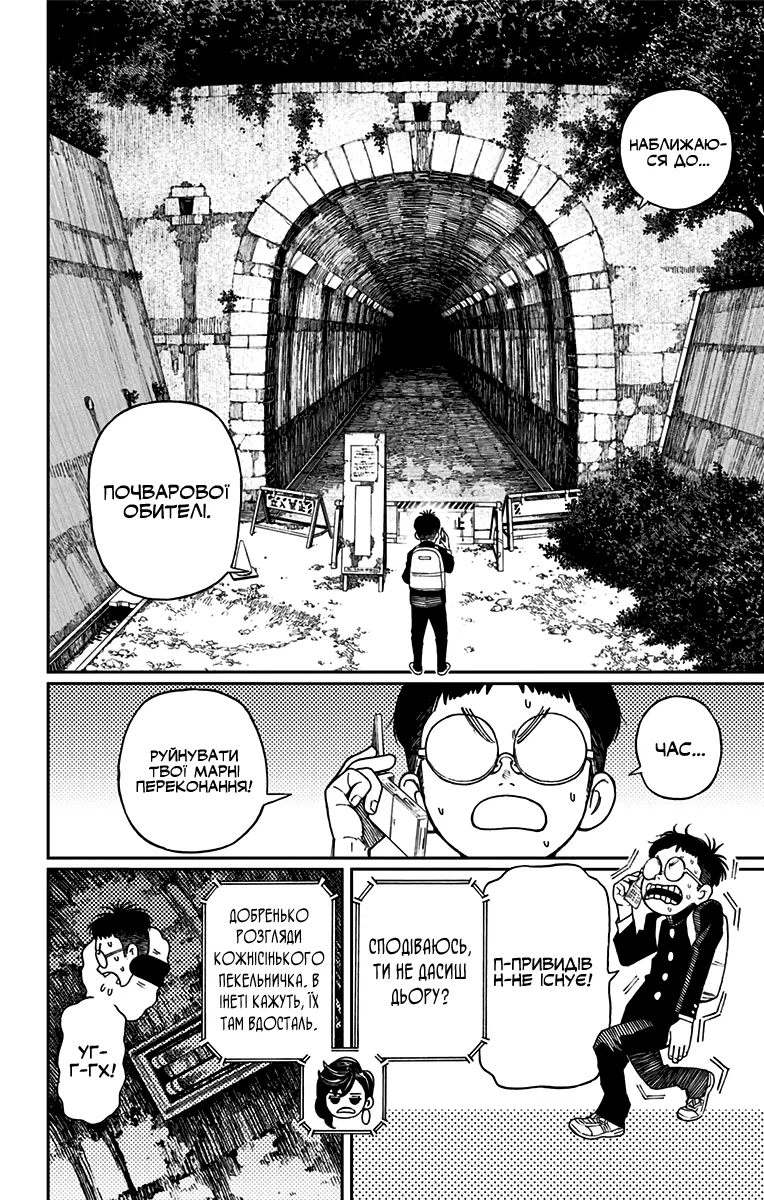 НАБЛИЖАЮ-
СЯ ДО...
ПОЧВАРОВОЇ
ОБИТЕЛІ.
ЧАС...
РУЙНУВАТИ
ТВОЇ МАРНІ
ПЕРЕКОНАННЯ!
П-ПРИВИДІВ
Н-НЕ ІСНУЄ!
СПОДІВАЮСЬ,
ТИ НЕ ДАСИШ
ДЬОРУ?
ДОБРЕНЬКО
РОЗГЛЯДИ
КОЖНІСІНЬКОГО
ПЕКЕЛЬНИЧКА. В
ІНЕТІ КАЖУТЬ, ЇХ
ТАМ ВДОСТАЛЬ.
УГ-
Г-ГХ!